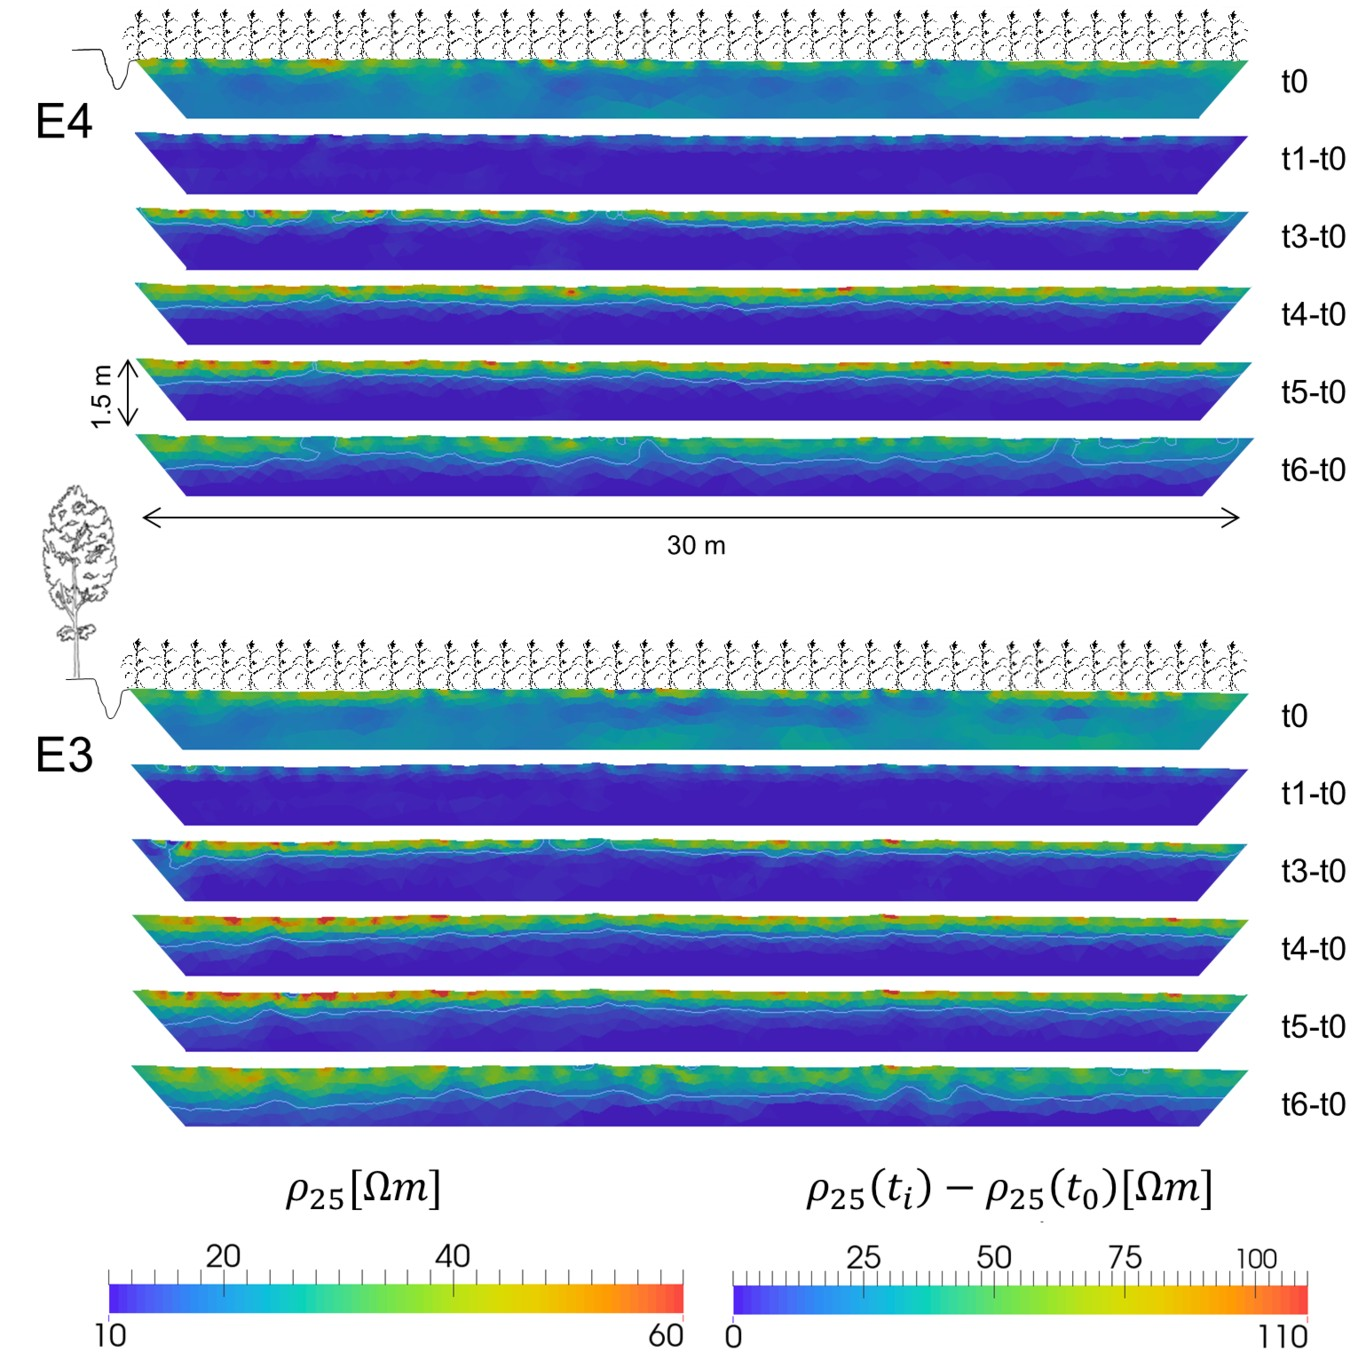 t0
E4
t1-t0
t3-t0
t4-t0
1.5 m
t5-t0
t6-t0
30 m
t0
E3
t1-t0
t3-t0
t4-t0
t5-t0
t6-t0
ρ₂₅[Ωm]
ρ₂₅(tᵢ) − ρ₂₅(t₀)[Ωm]
20 40
25 50 75 100
10 60
0 110